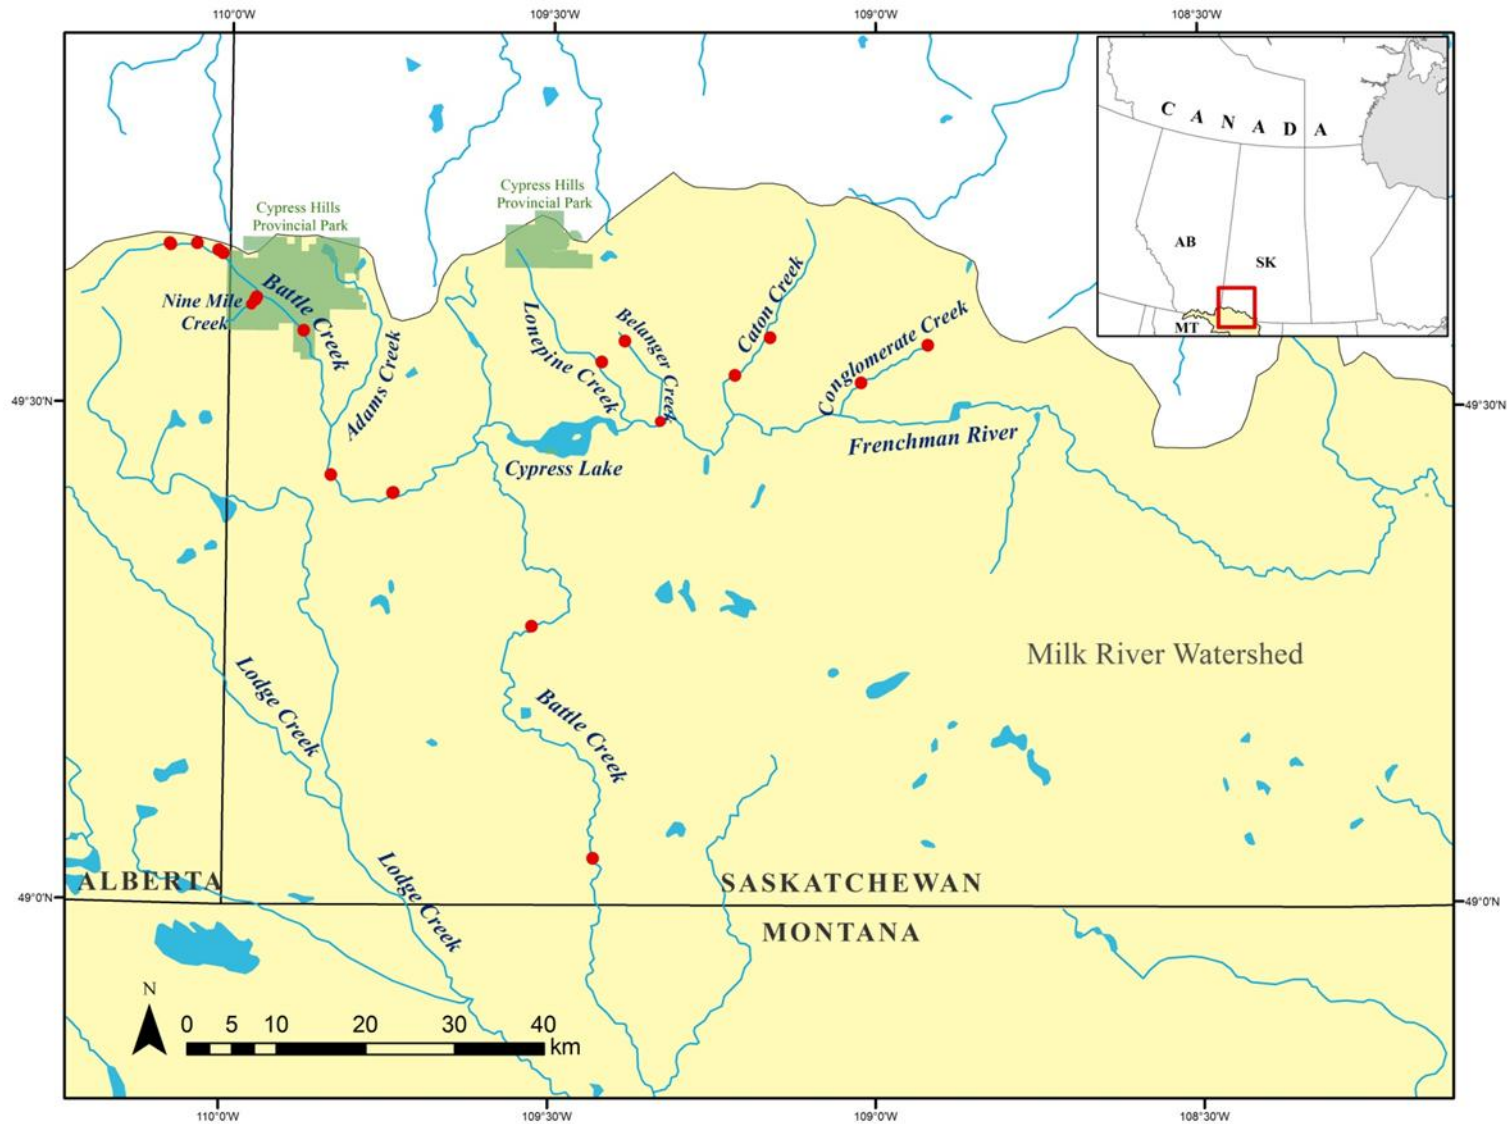 110°0'W
109°30'W
109°0'W
108°30'W
CANADA
AB
SK
MT
Cypress Hills
Provincial Park
Cypress Hills
Provincial Park
Nine Mile
Creek
Battle Creek
Adams Creek
Lonepine Creek
Belanger Creek
Caton Creek
Conglomerate Creek
49°30'N
49°30'N
Frenchman River
Cypress Lake
Milk River Watershed
Lodge Creek
Battle Creek
Lodge Creek
ALBERTA
SASKATCHEWAN
49°0'N
49°0'N
MONTANA
N
0 5 10 20 30 40
km
110°0'W
109°30'W
109°0'W
108°30'W